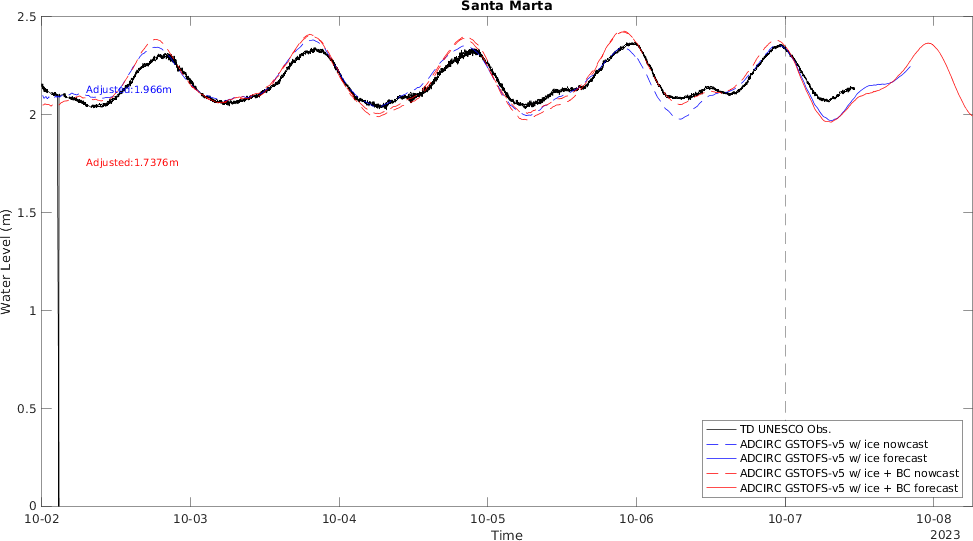 Santa Marta
2.5
2
1.5
1
0.5
0
Water Level (m)
Adjusted:1.966m
Adjusted:1.7376m
TD UNESCO Obs.
ADCIRC GSTOFS-v5 w/ ice nowcast
ADCIRC GSTOFS-v5 w/ ice forecast
ADCIRC GSTOFS-v5 w/ ice + BC nowcast
ADCIRC GSTOFS-v5 w/ ice + BC forecast
10-02 10-03 10-04 10-05 10-06 10-07 10-08
Time
2023